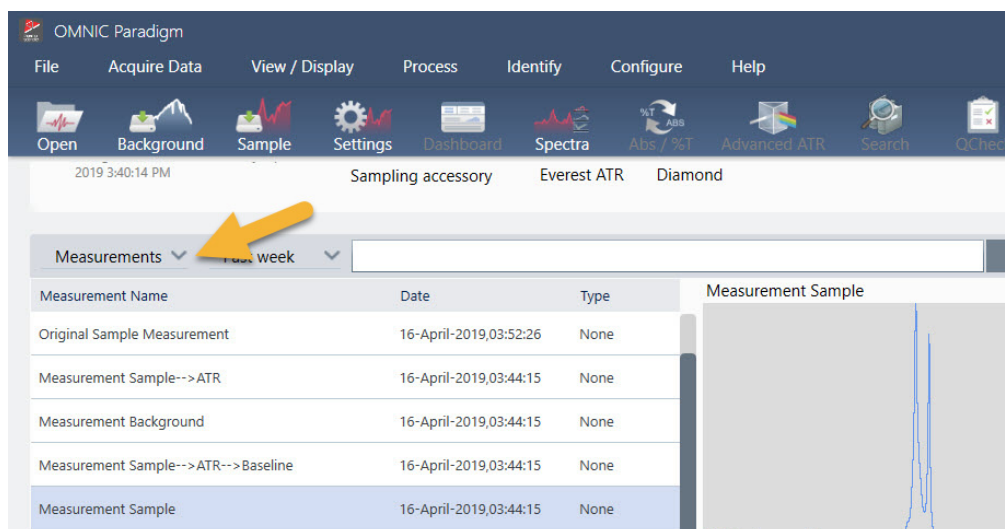 OMNIC Paradigm
File Acquire Data View / Display Process Identify Configure Help
Open Background Sample Settings Dashboard Spectra Abs / %T Advanced ATR Search QChec
%T ABS
2019 3:40:14 PM
Sampling accessory Everest ATR Diamond
Measurements Past week
Measurement Name Date Type
Measurement Sample
Original Sample Measurement 16-April-2019,03:52:26 None
Measurement Sample-->ATR 16-April-2019,03:44:15 None
Measurement Background 16-April-2019,03:44:15 None
Measurement Sample-->ATR-->Baseline 16-April-2019,03:44:15 None
Measurement Sample 16-April-2019,03:44:15 None